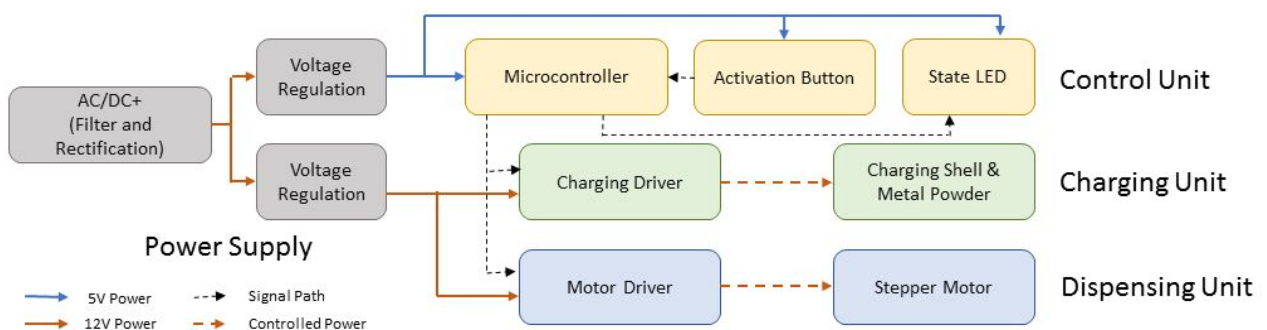 AC/DC+
(Filter and
Rectification)
Voltage
Regulation
Voltage
Regulation
Microcontroller
Activation Button
State LED
Control Unit
Charging Driver
Charging Shell &
Metal Powder
Charging Unit
Motor Driver
Stepper Motor
Dispensing Unit
Power Supply
5V Power
Signal Path
12V Power
Controlled Power